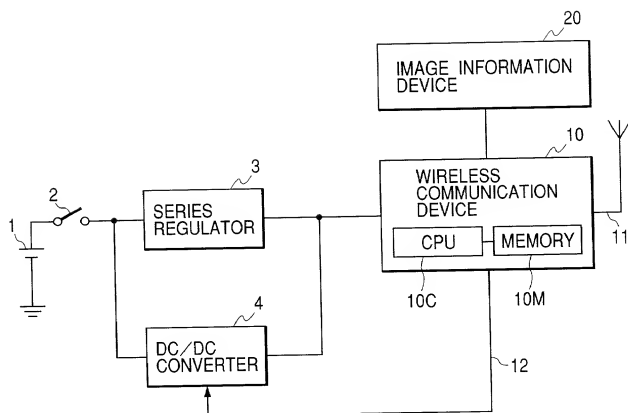 20
IMAGE INFORMATION
DEVICE
10
WIRELESS
COMMUNICATION
DEVICE
CPU
MEMORY
10C
10M
11
12
3
SERIES
REGULATOR
2
1
4
DC/DC
CONVERTER